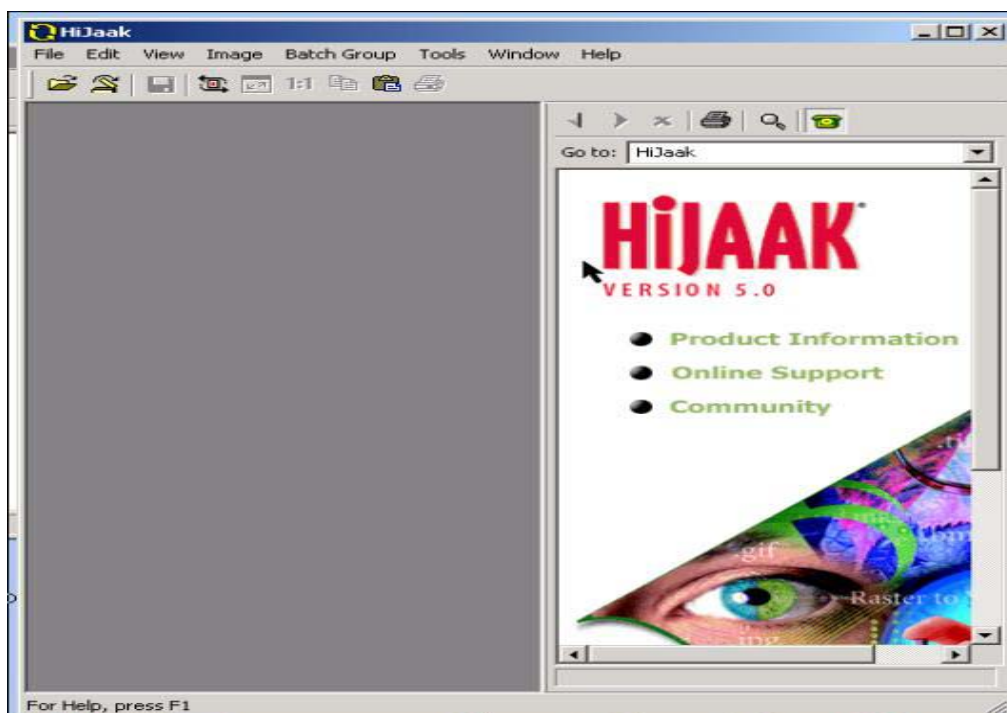 HiJaak
File Edit View Image Batch Group Tools Window Help
1:1
Go to: HiJaak
HiJAAK®
VERSION 5.0
Product Information
Online Support
Community
.gif
Raster to
.jpg
For Help, press F1